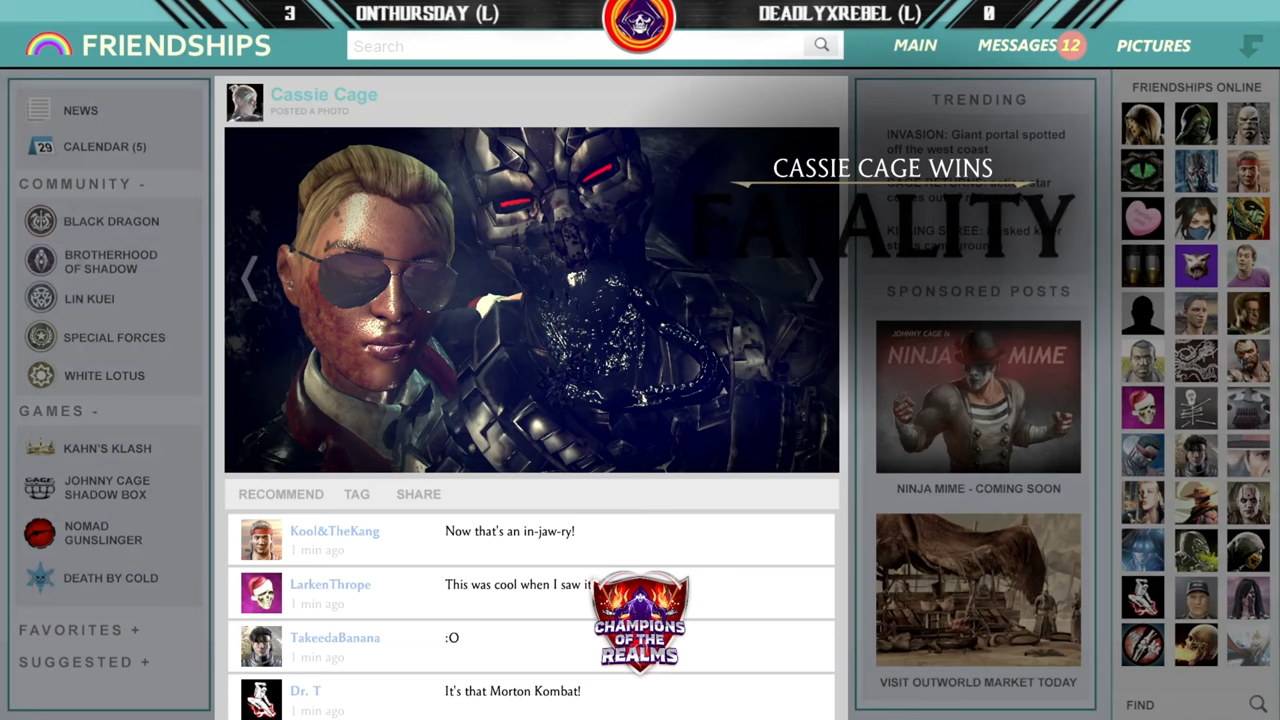 3 ONTHURSDAY (L) DEADLYXREBEL (L) 0
FRIENDSHIPS
Search
MAIN
MESSAGES 12
PICTURES
NEWS
29 CALENDAR (5)
COMMUNITY -
BLACK DRAGON
BROTHERHOOD
OF SHADOW
LIN KUEI
SPECIAL FORCES
WHITE LOTUS
GAMES -
KAHN'S KLASH
JOHNNY CAGE
SHADOW BOX
NOMAD
GUNSLINGER
DEATH BY COLD
FAVORITES +
SUGGESTED +
Cassie Cage
POSTED A PHOTO
CASSIE CAGE WINS
FATALITY
RECOMMEND TAG SHARE
Kool&TheKang Now that's an in-jaw-ry!
1 min ago
LarkenThrope This was cool when I saw it
1 min ago
TakeedaBanana :O
1 min ago
Dr. T It's that Morton Kombat!
1 min ago
CHAMPIONS
OF THE
REALMS
TRENDING
INVASION: Giant portal spotted
off the west coast
SPONSORED POSTS
JOHNNY CAGE is
NINJA MIME
NINJA MIME - COMING SOON
VISIT OUTWORLD MARKET TODAY
FRIENDSHIPS ONLINE
FIND